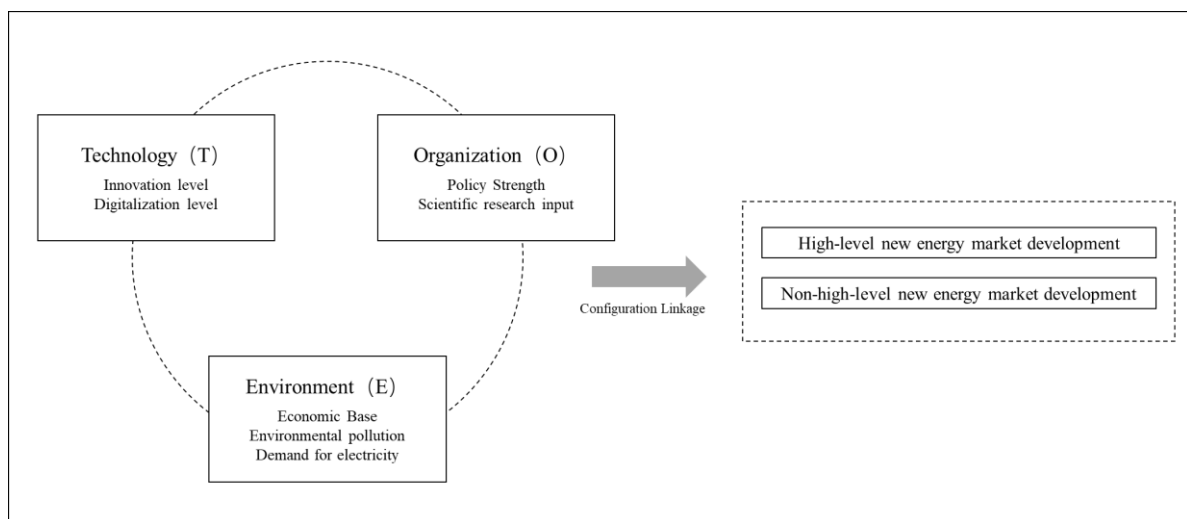 Technology（T）
Innovation level
Digitalization level
Organization（O）
Policy Strength
Scientific research input
Environment（E）
Economic Base
Environmental pollution
Demand for electricity
Configuration Linkage
High-level new energy market development
Non-high-level new energy market development